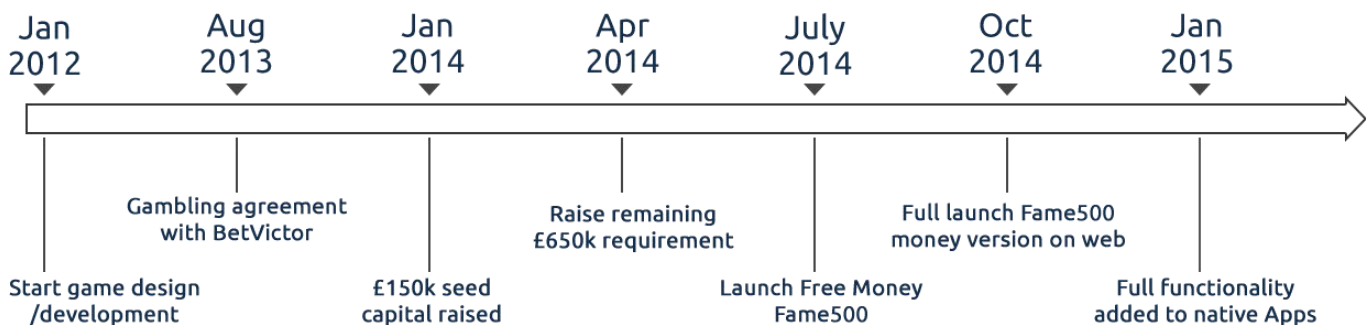 Jan
2012
Aug
2013
Jan
2014
Apr
2014
July
2014
Oct
2014
Jan
2015
Start game design
/development
Gambling agreement
with BetVictor
£150k seed
capital raised
Raise remaining
£650k requirement
Launch Free Money
Fame500
Full launch Fame500
money version on web
Full functionality
added to native Apps